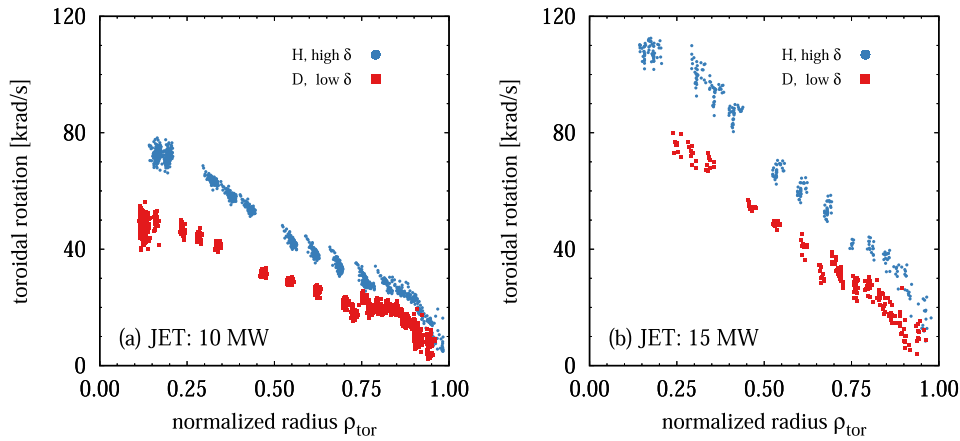 120
80
40
0
toroidal rotation [krad/s]
H, high δ
D, low δ
(a) JET: 10 MW
0.00 0.25 0.50 0.75 1.00
normalized radius ρtor
120
80
40
0
toroidal rotation [krad/s]
H, high δ
D, low δ
(b) JET: 15 MW
0.00 0.25 0.50 0.75 1.00
normalized radius ρtor